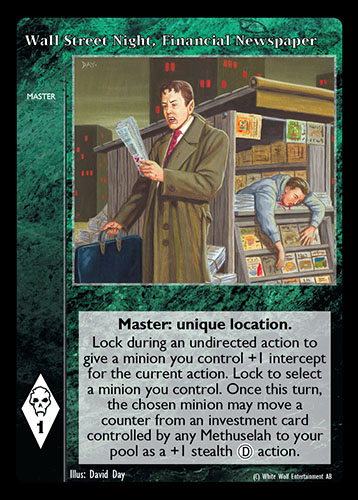 Wall Street Night, Financial Newspaper
DAY-
MASTER
Master: unique location.
Lock during an undirected action to
give a minion you control +1 intercept
for the current action. Lock to select
a minion you control. Once this turn,
the chosen minion may move a
counter from an investment card
controlled by any Methuselah to your
pool as a +1 stealth Ⓓ action.
1
Illus: David Day
(C) White Wolf Entertainment AB